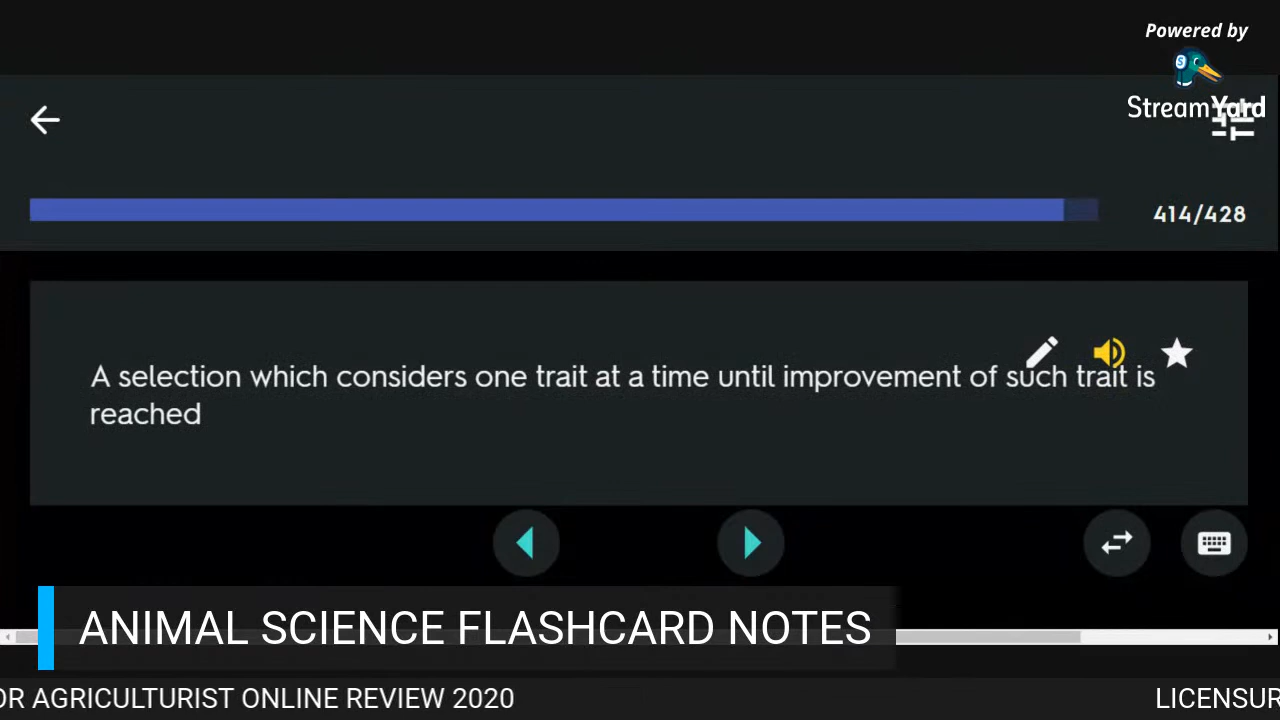 Powered by
StreamYard
414/428
A selection which considers one trait at a time until improvement of such trait is
reached
ANIMAL SCIENCE FLASHCARD NOTES
OR AGRICULTURIST ONLINE REVIEW 2020
LICENSUR